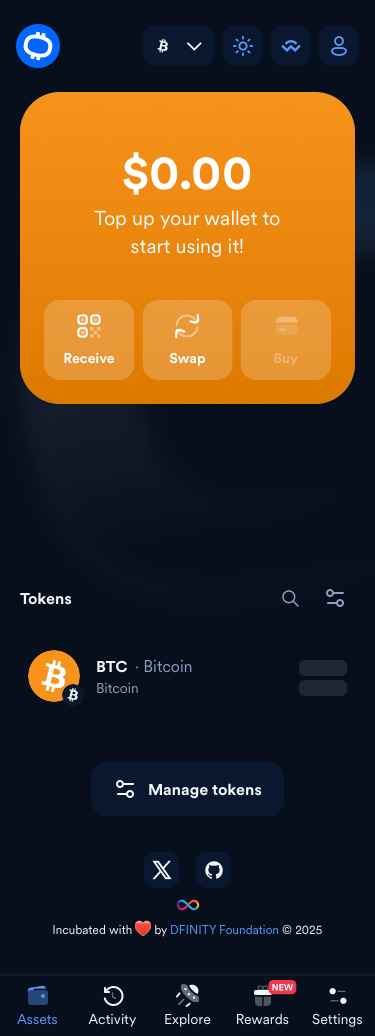 $0.00
Top up your wallet to
start using it!
Receive Swap Buy
Tokens
BTC · Bitcoin
Bitcoin
Manage tokens
Incubated with ❤️ by DFINITY Foundation © 2025
NEW
Assets Activity Explore Rewards Settings